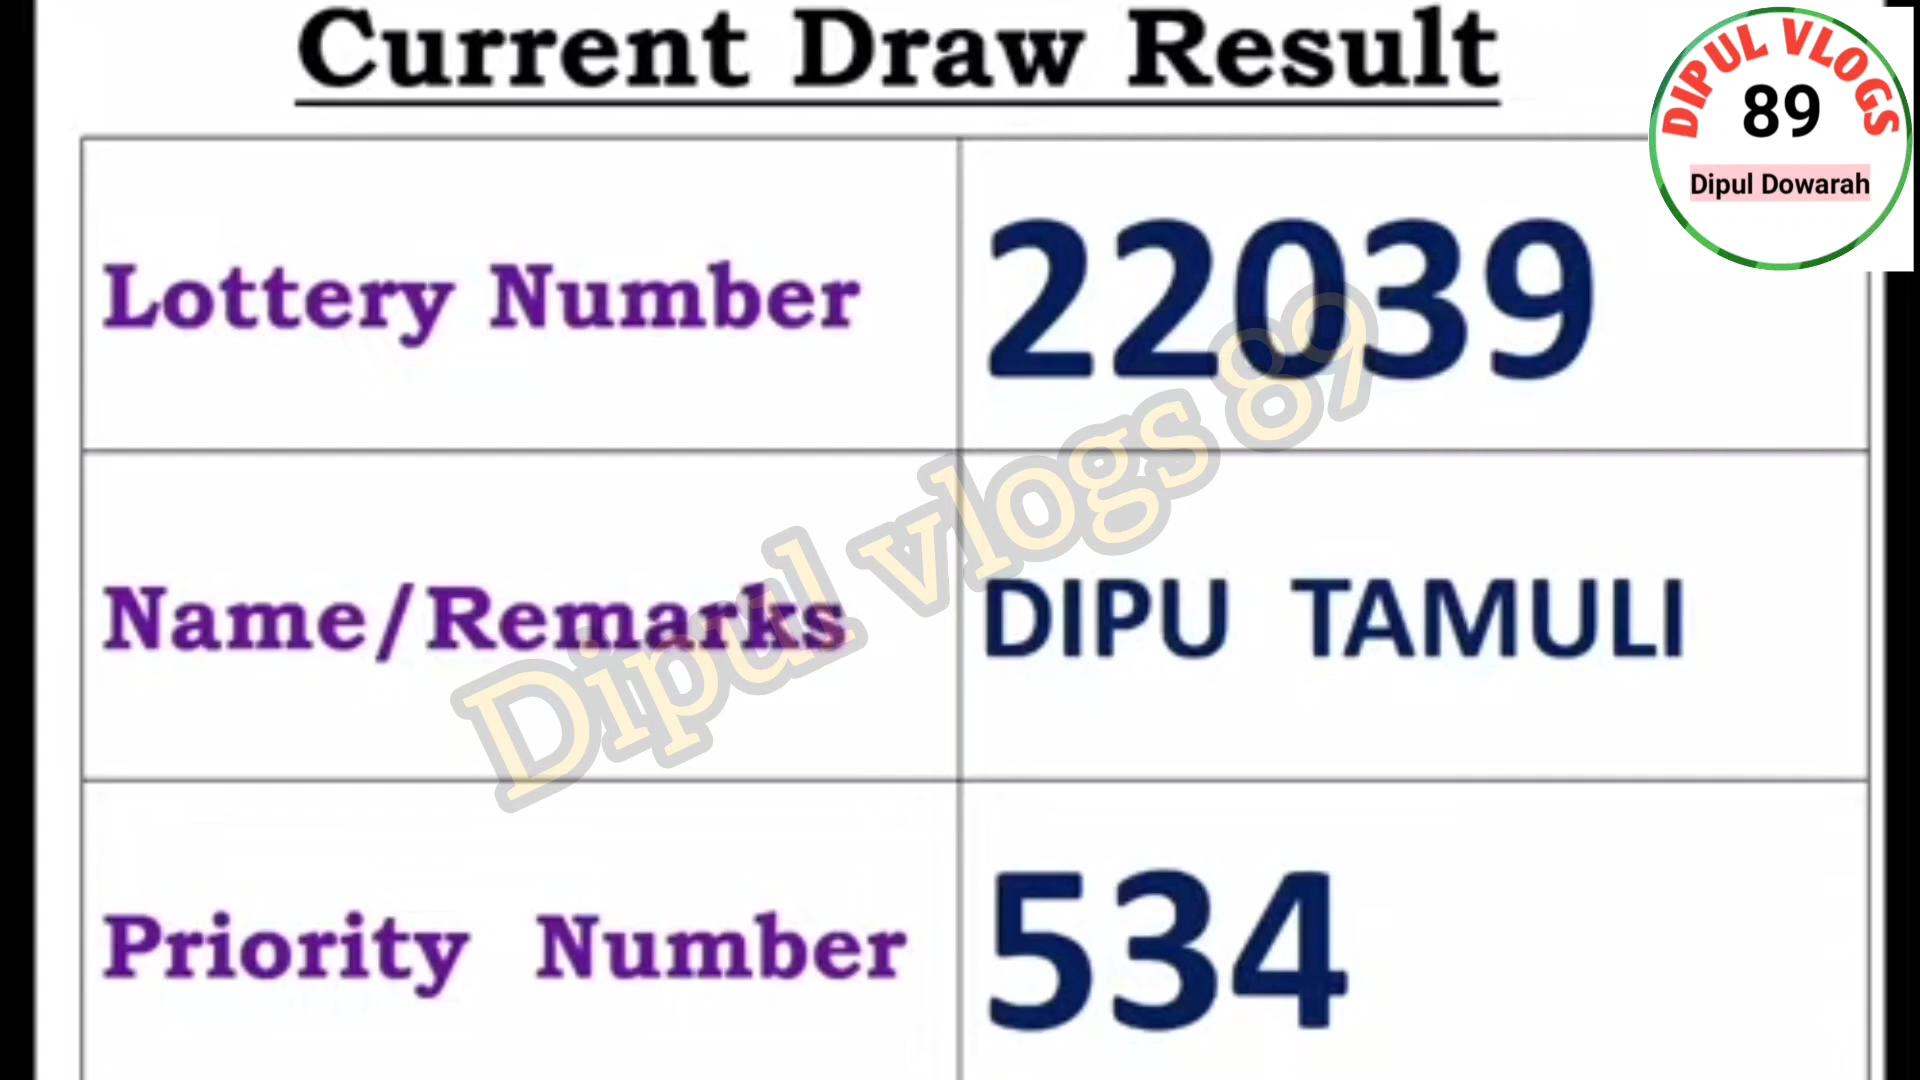 Current Draw Result
DIPUL VLOGS
89
Dipul Dowarah
Lottery Number
22039
Name/Remarks
DIPU TAMULI
Priority Number
534
Dipul vlogs 89